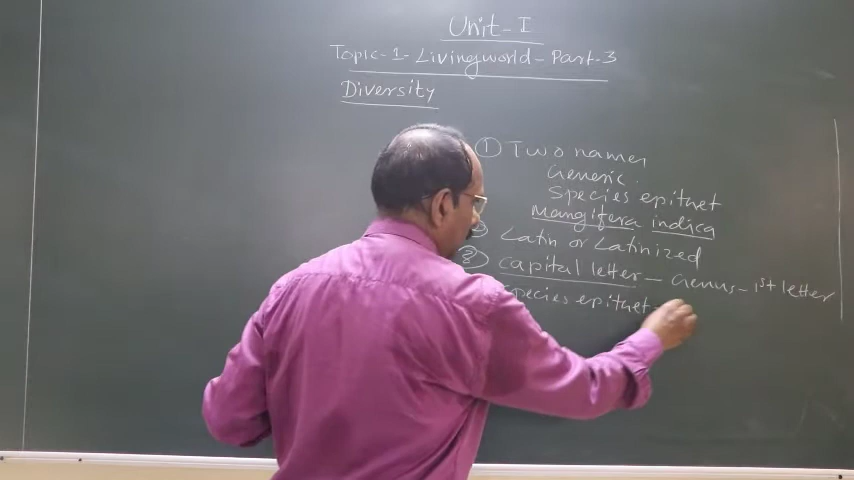 Unit-I
Topic-1-Livingworld-Part-3
Diversity
① Two names
Generic.
Species epithet
Mangifera indica
Latin or Latinized
③ Capital letter - Genus - 1st letter
Species epithet-